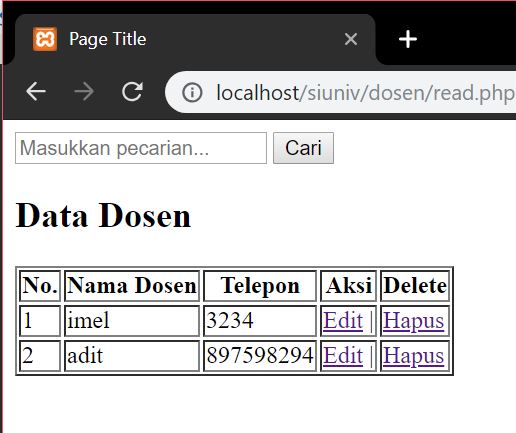 Page Title
localhost/siuniv/dosen/read.php
Masukkan pecarian... Cari
Data Dosen
No. Nama Dosen Telepon Aksi Delete
1 imel 3234 Edit | Hapus
2 adit 897598294 Edit | Hapus